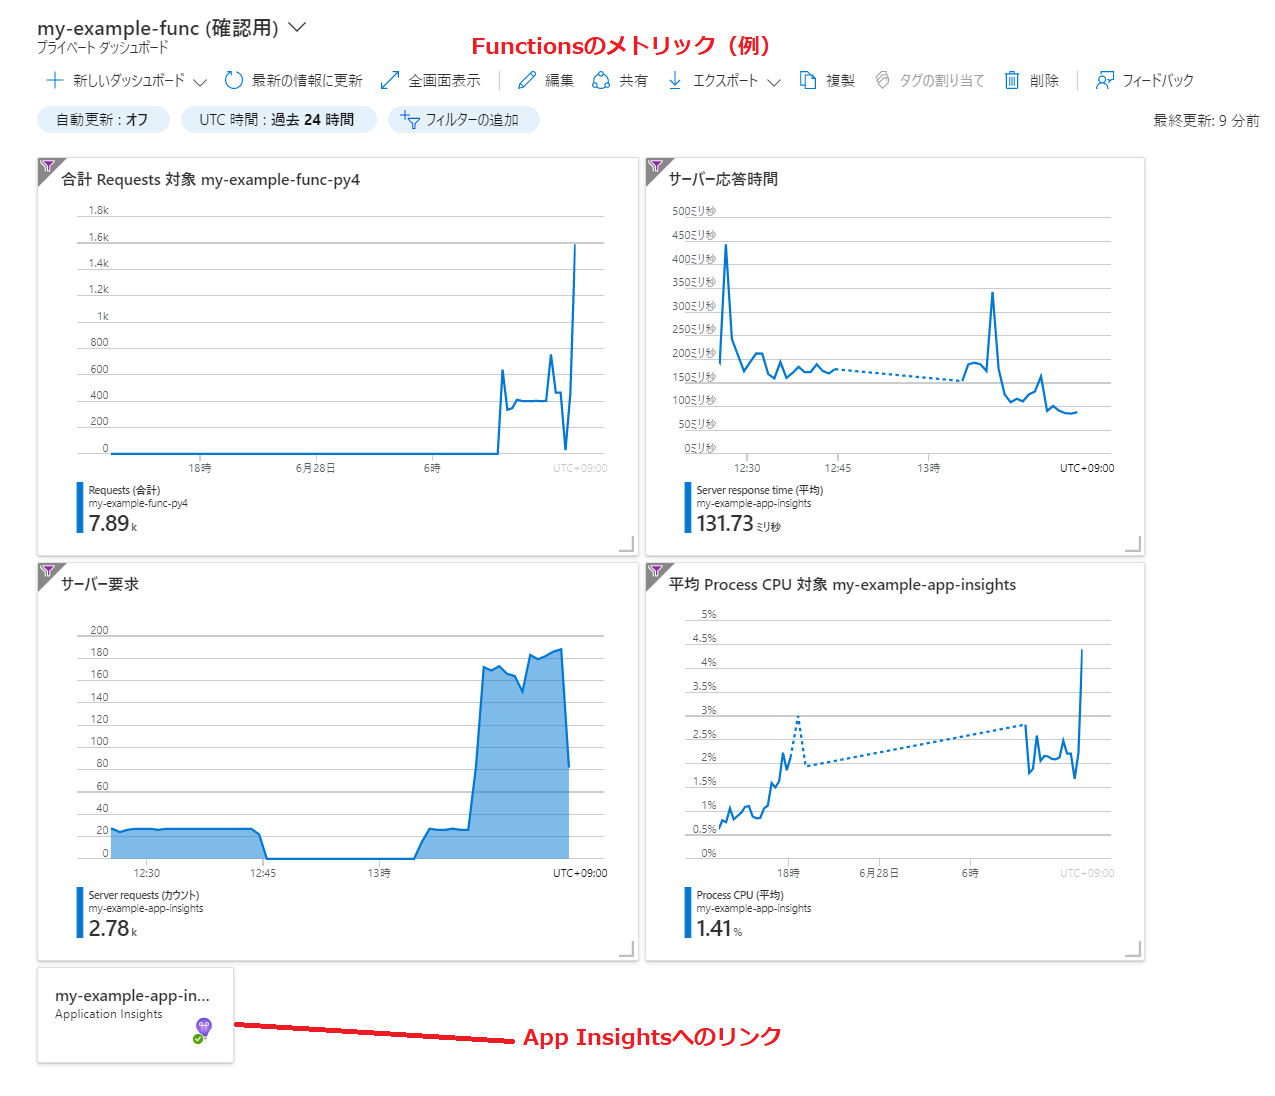 my-example-func (確認用)
プライベート ダッシュボード
Functionsのメトリック（例）
新しいダッシュボード 最新の情報に更新 全画面表示 編集 共有 エクスポート 複製 タグの割り当て 削除 フィードバック
自動更新 : オフ UTC 時間 : 過去 24 時間 フィルターの追加 最終更新: 9 分前
合計 Requests 対象 my-example-func-py4
1.8k
1.6k
1.4k
1.2k
1k
800
600
400
200
0
18時 6月28日 6時 UTC+09:00
Requests (合計)
my-example-func-py4
7.89 k
サーバー応答時間
500ミリ秒
450ミリ秒
400ミリ秒
350ミリ秒
300ミリ秒
250ミリ秒
200ミリ秒
150ミリ秒
100ミリ秒
50ミリ秒
0ミリ秒
12:30 12:45 13時 UTC+09:00
Server response time (平均)
my-example-app-insights
131.73 ミリ秒
サーバー要求
200
180
160
140
120
100
80
60
40
20
0
12:30 12:45 13時 UTC+09:00
Server requests (カウント)
my-example-app-insights
2.78 k
平均 Process CPU 対象 my-example-app-insights
5%
4.5%
4%
3.5%
3%
2.5%
2%
1.5%
1%
0.5%
0%
18時 6月28日 6時 UTC+09:00
Process CPU (平均)
my-example-app-insights
1.41 %
my-example-app-in...
Application Insights
App Insightsへのリンク